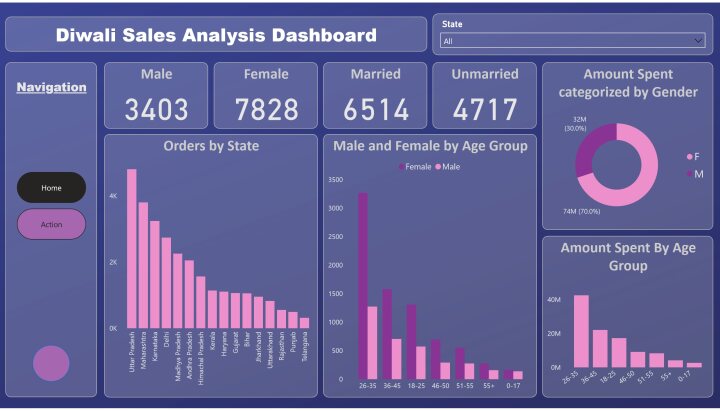 Diwali Sales Analysis Dashboard
State
All
Navigation
Home
Action
Male
3403
Female
7828
Married
6514
Unmarried
4717
Orders by State
4K
2K
0K
Uttar Pradesh
Maharashtra
Karnataka
Delhi
Madhya Pradesh
Andhra Pradesh
Himachal Pradesh
Kerala
Haryana
Gujarat
Bihar
Jharkhand
Uttarakhand
Rajasthan
Punjab
Telangana
Male and Female by Age Group
Female Male
3500
3000
2500
2000
1500
1000
500
0
26-35 36-45 18-25 46-50 51-55 55+ 0-17
Amount Spent
categorized by Gender
32M
(30.0%)
F
M
74M (70.0%)
Amount Spent By Age
Group
40M
20M
0M
26-35 36-45 18-25 46-50 51-55 55+ 0-17